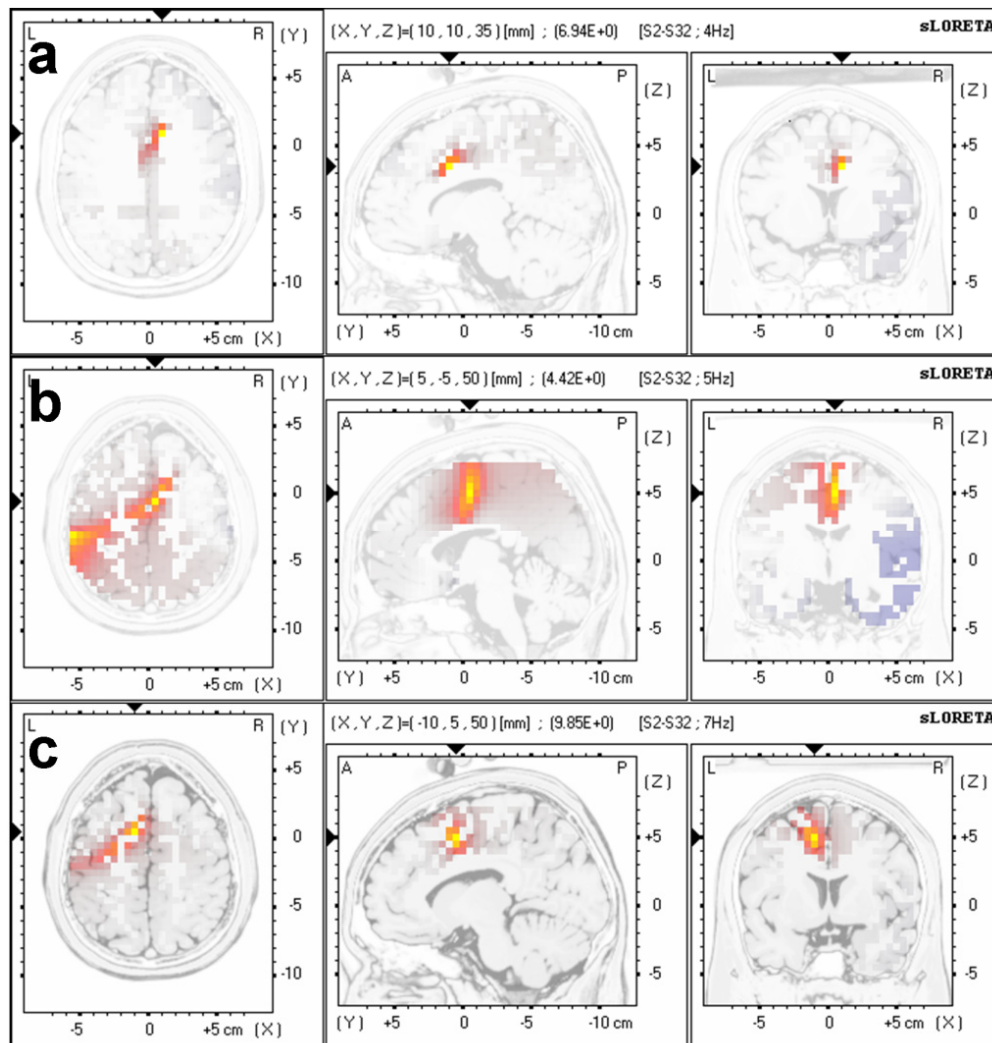 a
(X,Y,Z)=(10,10,35)[mm] ; (6.94E+0) [S2-S32 ; 4Hz] sLORETA
L R (Y)
+5
0
-5
-10
-5 0 +5 cm (X)
A P (Z)
+5
0
-5
(Y) +5 0 -5 -10 cm
L R (Z)
+5
0
-5
-5 0 +5 cm (X)
b
(X,Y,Z)=(5,-5,50)[mm] ; (4.42E+0) [S2-S32 ; 5Hz] sLORETA
L R (Y)
+5
0
-5
-10
-5 0 +5 cm (X)
A P (Z)
+5
0
-5
(Y) +5 0 -5 -10 cm
L R (Z)
+5
0
-5
-5 0 +5 cm (X)
c
(X,Y,Z)=(-10,5,50)[mm] ; (9.85E+0) [S2-S32 ; 7Hz] sLORETA
L R (Y)
+5
0
-5
-10
-5 0 +5 cm (X)
A P (Z)
+5
0
-5
(Y) +5 0 -5 -10 cm
L R (Z)
+5
0
-5
-5 0 +5 cm (X)